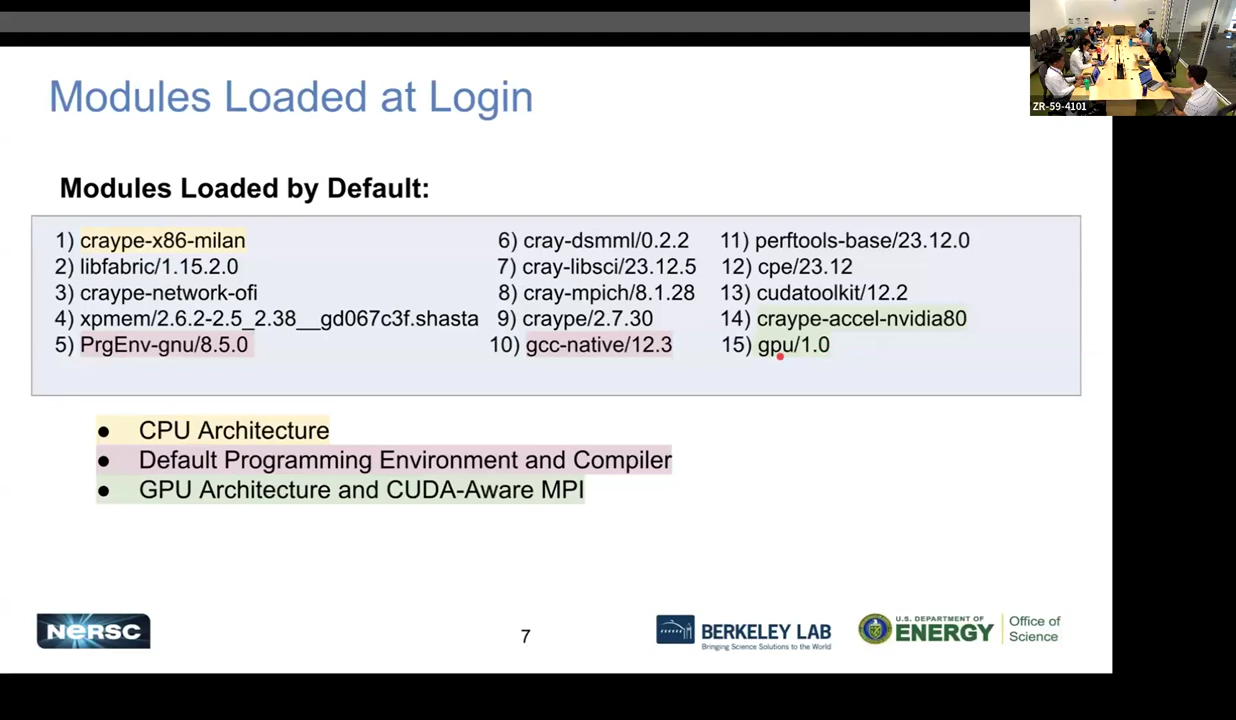 Modules Loaded at Login
ZR-59-4101
Modules Loaded by Default:
1) craype-x86-milan
2) libfabric/1.15.2.0
3) craype-network-ofi
4) xpmem/2.6.2-2.5_2.38__gd067c3f.shasta
5) PrgEnv-gnu/8.5.0
6) cray-dsmml/0.2.2
7) cray-libsci/23.12.5
8) cray-mpich/8.1.28
9) craype/2.7.30
10) gcc-native/12.3
11) perftools-base/23.12.0
12) cpe/23.12
13) cudatoolkit/12.2
14) craype-accel-nvidia80
15) gpu/1.0
● CPU Architecture
● Default Programming Environment and Compiler
● GPU Architecture and CUDA-Aware MPI
NERSC
7
BERKELEY LAB
Bringing Science Solutions to the World
U.S. DEPARTMENT OF
ENERGY
Office of
Science